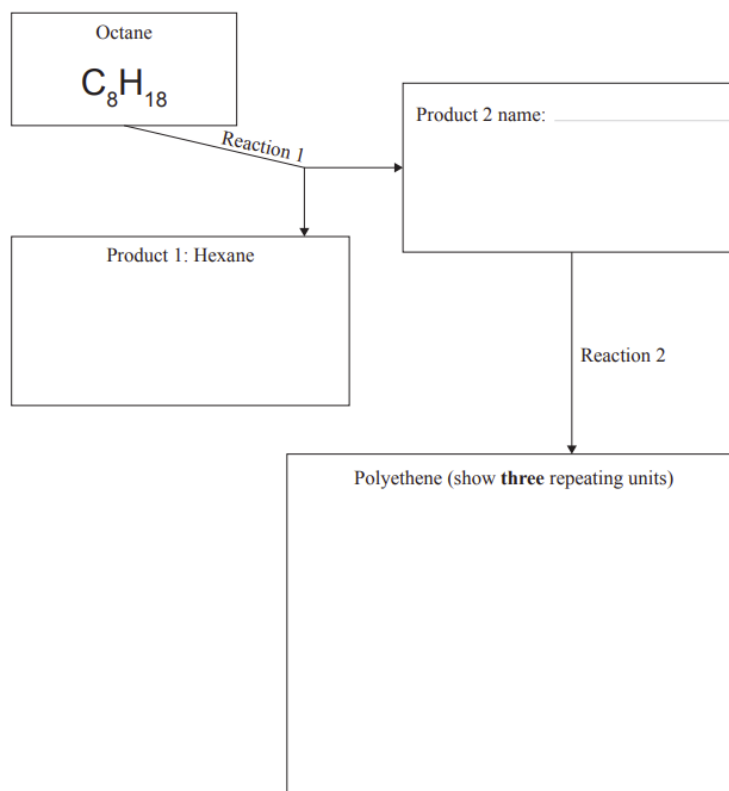 Octane
C₈H₁₈
Reaction 1
Product 2 name:
Product 1: Hexane
Reaction 2
Polyethene (show three repeating units)